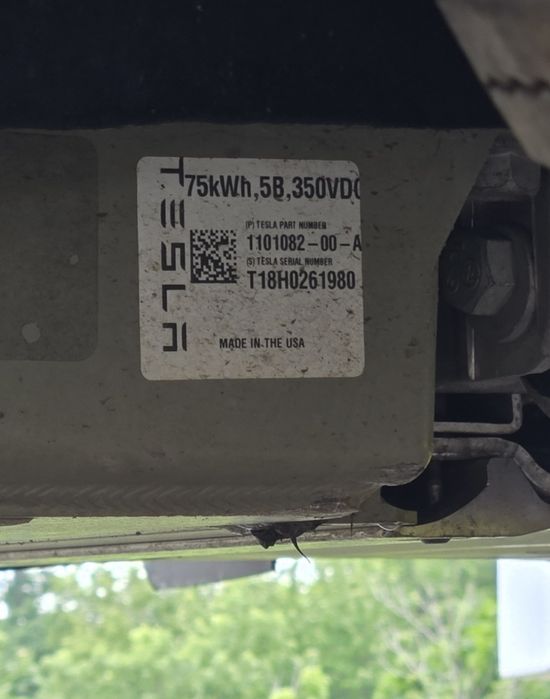 TESLA
75kWh,5B,350VDC
(P) TESLA PART NUMBER
1101082-00-A
(S) TESLA SERIAL NUMBER
T18H0261980
MADE IN THE USA